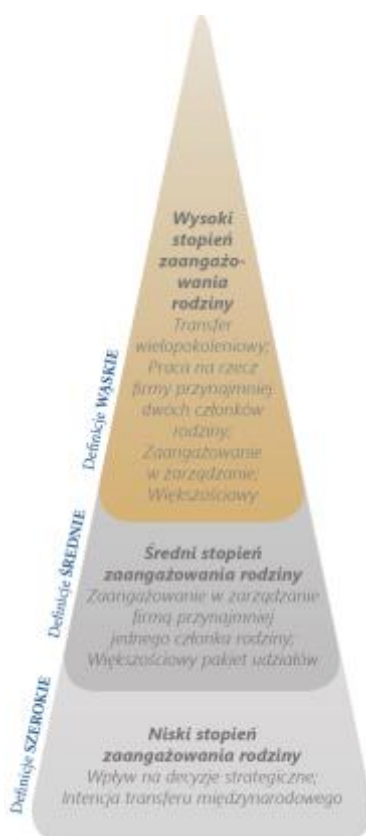 Wysoki
stopień
zaangażo-
wania
rodziny
Transfer
wielopokoleniowy;
Praca na rzecz
firmy przynajmniej
dwóch członków
rodziny;
Zaangażowanie
w zarządzanie;
Większościowy
Definicje WĄSKIE
Średni stopień
zaangażowania rodziny
Zaangażowanie w zarządzanie
firmą przynajmniej
jednego członka rodziny;
Większościowy pakiet udziałów
Definicje ŚREDNIE
Niski stopień
zaangażowania rodziny
Wpływ na decyzje strategiczne;
Intencja transferu międzynarodowego
Definicje SZEROKIE